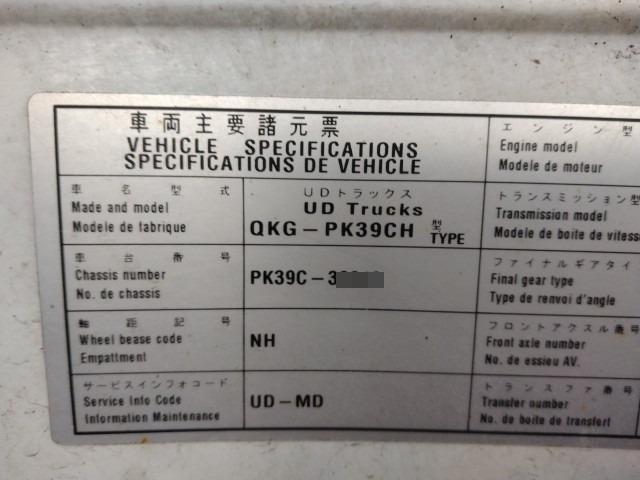 車両主要諸元票
VEHICLE SPECIFICATIONS
SPECIFICATIONS DE VEHICLE
車名型式
Made and model
Modele de fabrique
UDトラックス
UD Trucks
QKG-PK39CH 型 TYPE
車台番号
Chassis number
No. de chassis
PK39C-3
軸距記号
Wheel bease code
Empattment
NH
サービスインフォコード
Service Info Code
Information Maintenance
UD-MD
エンジン型
Engine model
Modele de moteur
トランスミッション型
Transmission model
Modele de boite de vitess
ファイナルギアタイ
Final gear type
Type de renvoi d'angle
フロントアクスル番号
Front axle number
No. de essieu AV.
トランスファ番号
Transfer number
No. de boite de transfert